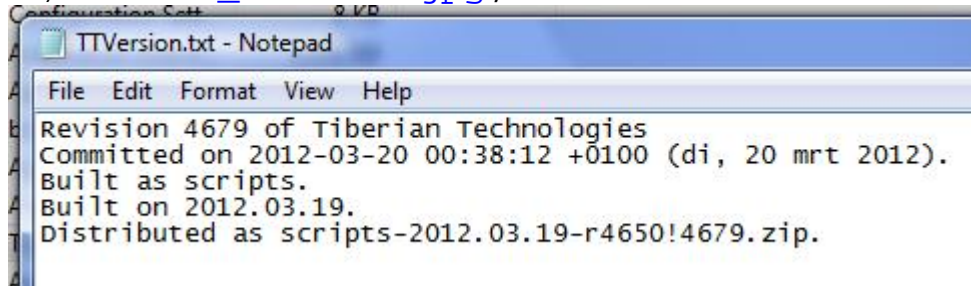 8 KB
TTVersion.txt - Notepad
File Edit Format View Help
Revision 4679 of Tiberian Technologies
Committed on 2012-03-20 00:38:12 +0100 (di, 20 mrt 2012).
Built as scripts.
Built on 2012.03.19.
Distributed as scripts-2012.03.19-r4650!4679.zip.